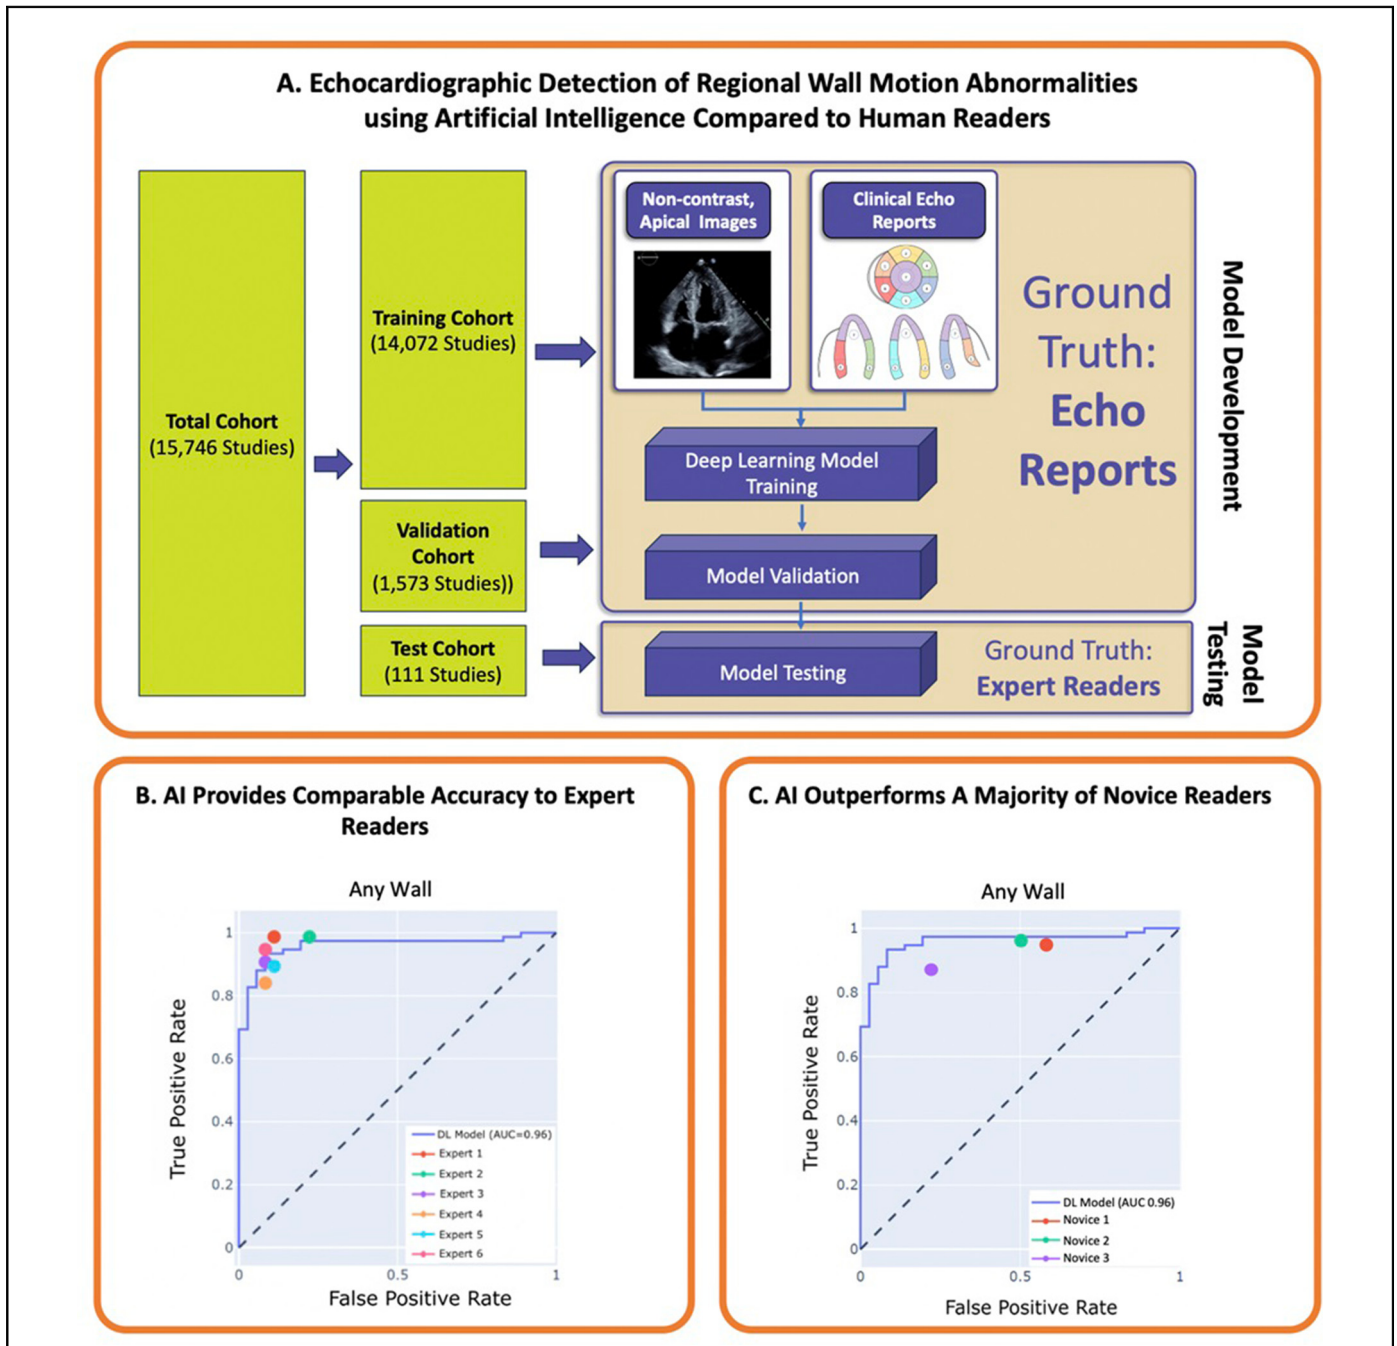 A. Echocardiographic Detection of Regional Wall Motion Abnormalities
using Artificial Intelligence Compared to Human Readers
Total Cohort
(15,746 Studies)
Training Cohort
(14,072 Studies)
Validation
Cohort
(1,573 Studies))
Test Cohort
(111 Studies)
Non-contrast,
Apical Images
Clinical Echo
Reports
Deep Learning Model
Training
Model Validation
Ground
Truth:
Echo
Reports
Model Development
Model Testing
Ground Truth:
Expert Readers
Model
Testing
B. AI Provides Comparable Accuracy to Expert
Readers
Any Wall
True Positive Rate
1
0.8
0.6
0.4
0.2
0
0
0.5
1
False Positive Rate
DL Model (AUC=0.96)
Expert 1
Expert 2
Expert 3
Expert 4
Expert 5
Expert 6
C. AI Outperforms A Majority of Novice Readers
Any Wall
True Positive Rate
1
0.8
0.6
0.4
0.2
0
0
0.5
1
False Positive Rate
DL Model (AUC 0.96)
Novice 1
Novice 2
Novice 3